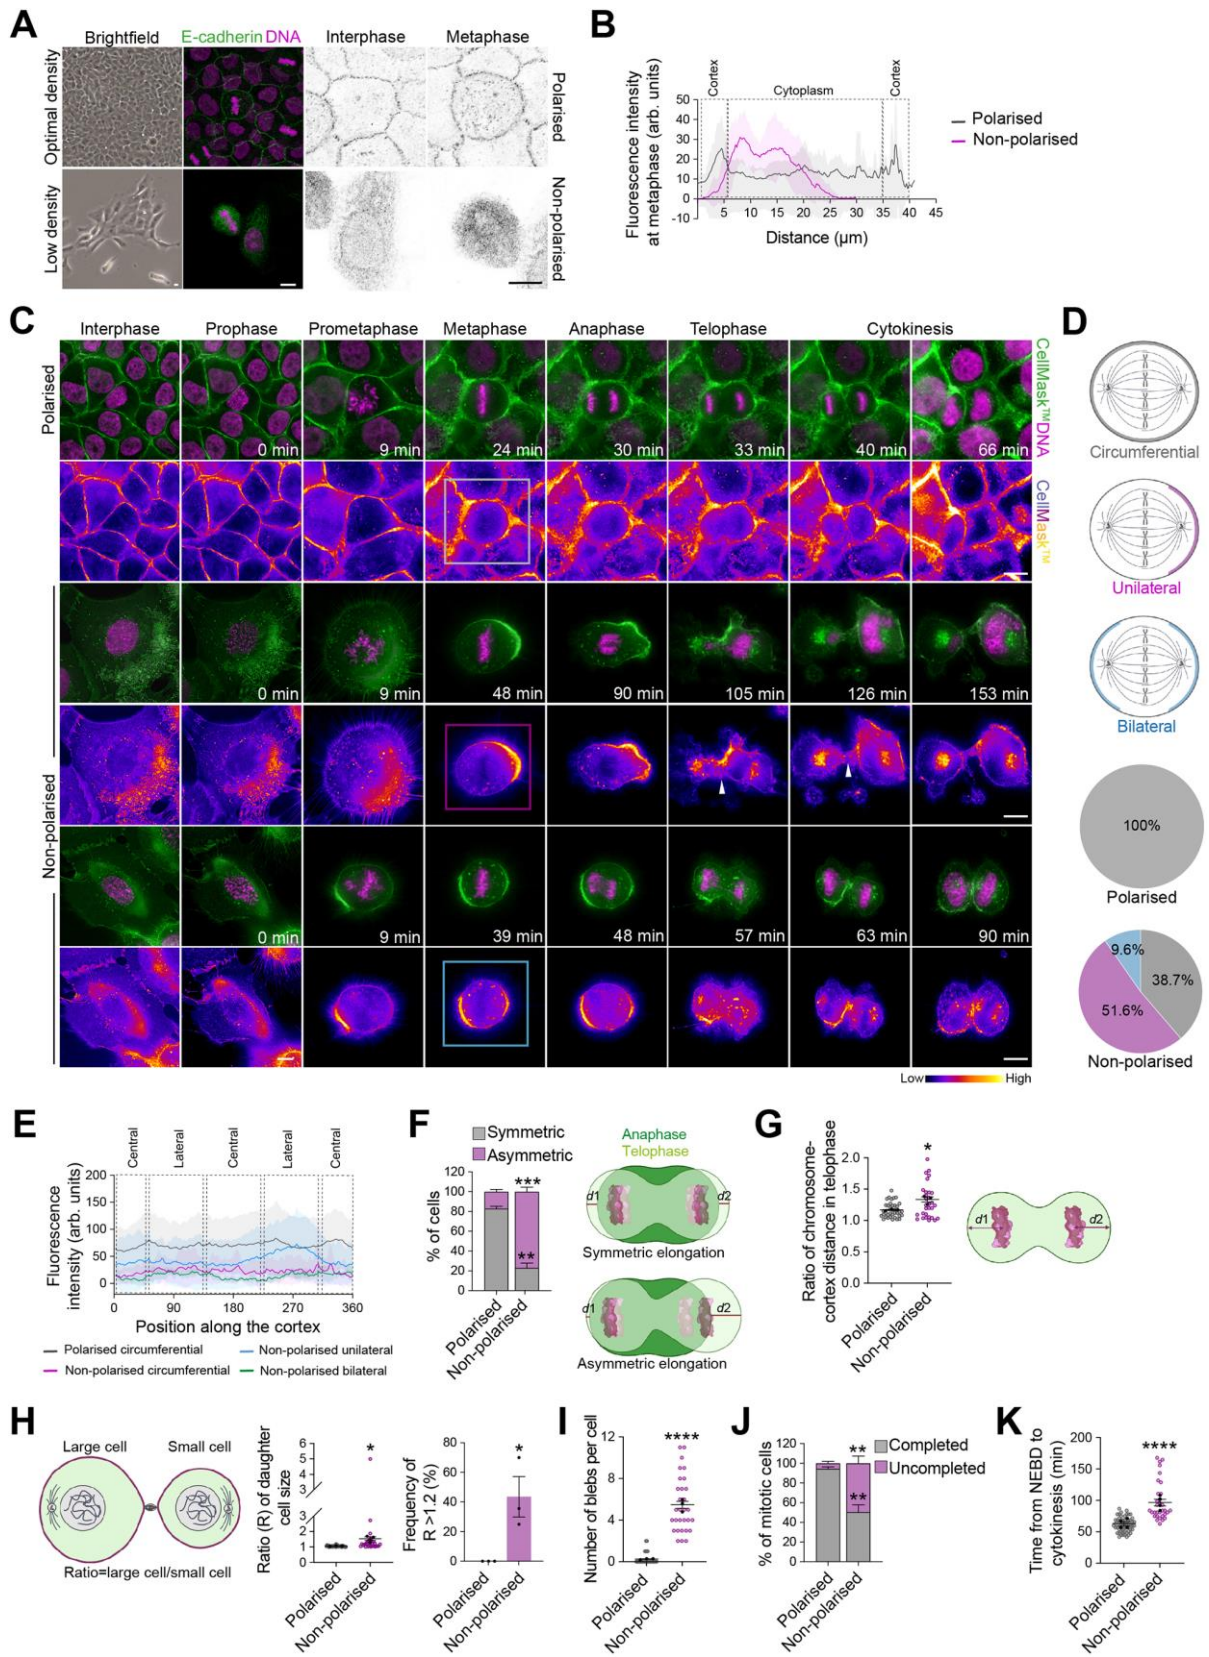 A
Brightfield
E-cadherin DNA
Interphase
Metaphase
Optimal density
Low density
Polarised
Non-polarised
B
Cortex
Cytoplasm
Cortex
Fluorescence intensity
at metaphase (arb. units)
50
40
30
20
10
0
-10
5 10 15 20 25 30 35 40 45
Distance (µm)
Polarised
Non-polarised
C
Interphase Prophase Prometaphase Metaphase Anaphase Telophase Cytokinesis
Polarised
0 min 9 min 24 min 30 min 33 min 40 min 66 min
CellMask™DNA
CellMask™
Non-polarised
0 min 9 min 48 min 90 min 105 min 126 min 153 min
0 min 9 min 39 min 48 min 57 min 63 min 90 min
Low High
D
Circumferential
Unilateral
Bilateral
100%
Polarised
9.6%
38.7%
51.6%
Non-polarised
E
Central
Lateral
Central
Lateral
Central
Fluorescence
intensity (arb. units)
200
150
100
50
0
0 90 180 270 360
Position along the cortex
Polarised circumferential
Non-polarised unilateral
Non-polarised circumferential
Non-polarised bilateral
F
Symmetric
Asymmetric
% of cells
120
100
80
60
40
20
0
***
**
Polarised
Non-polarised
Anaphase
Telophase
d1
d2
Symmetric elongation
d1
d2
Asymmetric elongation
G
Ratio of chromosome-
cortex distance in telophase
2.0
1.5
1.0
0.5
0.0
*
Polarised
Non-polarised
d1
d2
H
Large cell
Small cell
Ratio=large cell/small cell
Ratio (R) of daughter
cell size
6
5
4
3
2
1
0
*
Polarised
Non-polarised
Frequency of
R >1.2 (%)
80
60
40
20
0
*
Polarised
Non-polarised
I
Number of blebs per cell
12
8
4
0
****
Polarised
Non-polarised
J
% of mitotic cells
120
100
80
60
40
20
0
**
**
Completed
Uncompleted
Polarised
Non-polarised
K
Time from NEBD to
cytokinesis (min)
200
150
100
50
0
****
Polarised
Non-polarised